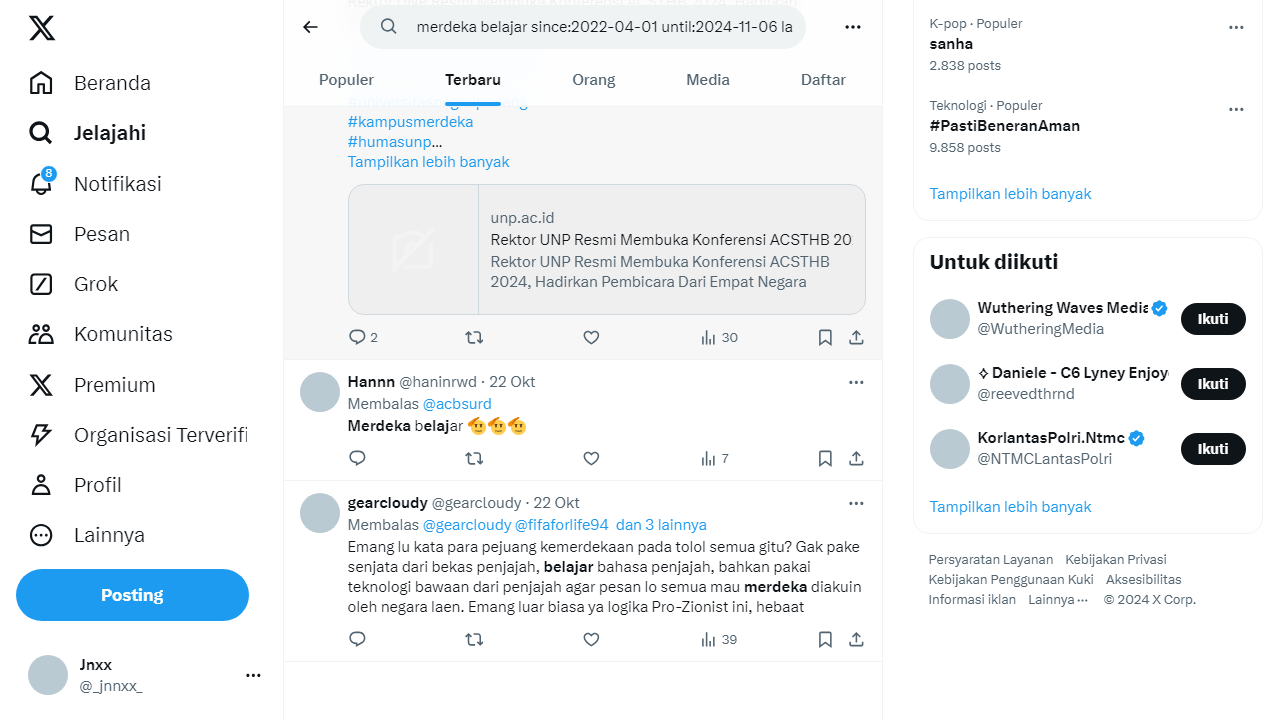 Beranda
Jelajahi
8
Notifikasi
Pesan
Grok
Komunitas
Premium
Organisasi Terverifi
Profil
Lainnya
Posting
Jnxx
@_jnnxx_
merdeka belajar since:2022-04-01 until:2024-11-06 la
Populer
Terbaru
Orang
Media
Daftar
#kampusmerdeka
#humasunp…
Tampilkan lebih banyak
unp.ac.id
Rektor UNP Resmi Membuka Konferensi ACSTHB 20
Rektor UNP Resmi Membuka Konferensi ACSTHB
2024, Hadirkan Pembicara Dari Empat Negara
2
30
Hannn @haninrwd · 22 Okt
Membalas @acbsurd
Merdeka belajar
7
gearcloudy @gearcloudy · 22 Okt
Membalas @gearcloudy @fifaforlife94 dan 3 lainnya
Emang lu kata para pejuang kemerdekaan pada tolol semua gitu? Gak pake
senjata dari bekas penjajah, belajar bahasa penjajah, bahkan pakai
teknologi bawaan dari penjajah agar pesan lo semua mau merdeka diakuin
oleh negara laen. Emang luar biasa ya logika Pro-Zionist ini, hebaat
39
K-pop · Populer
sanha
2.838 posts
Teknologi · Populer
#PastiBeneranAman
9.858 posts
Tampilkan lebih banyak
Untuk diikuti
Wuthering Waves Media
@WutheringMedia
Ikuti
✧ Daniele - C6 Lyney Enjoy
@reevedthrnd
Ikuti
KorlantasPolri.Ntmc
@NTMCLantasPolri
Ikuti
Tampilkan lebih banyak
Persyaratan Layanan Kebijakan Privasi
Kebijakan Penggunaan Kuki Aksesibilitas
Informasi iklan Lainnya ··· © 2024 X Corp.